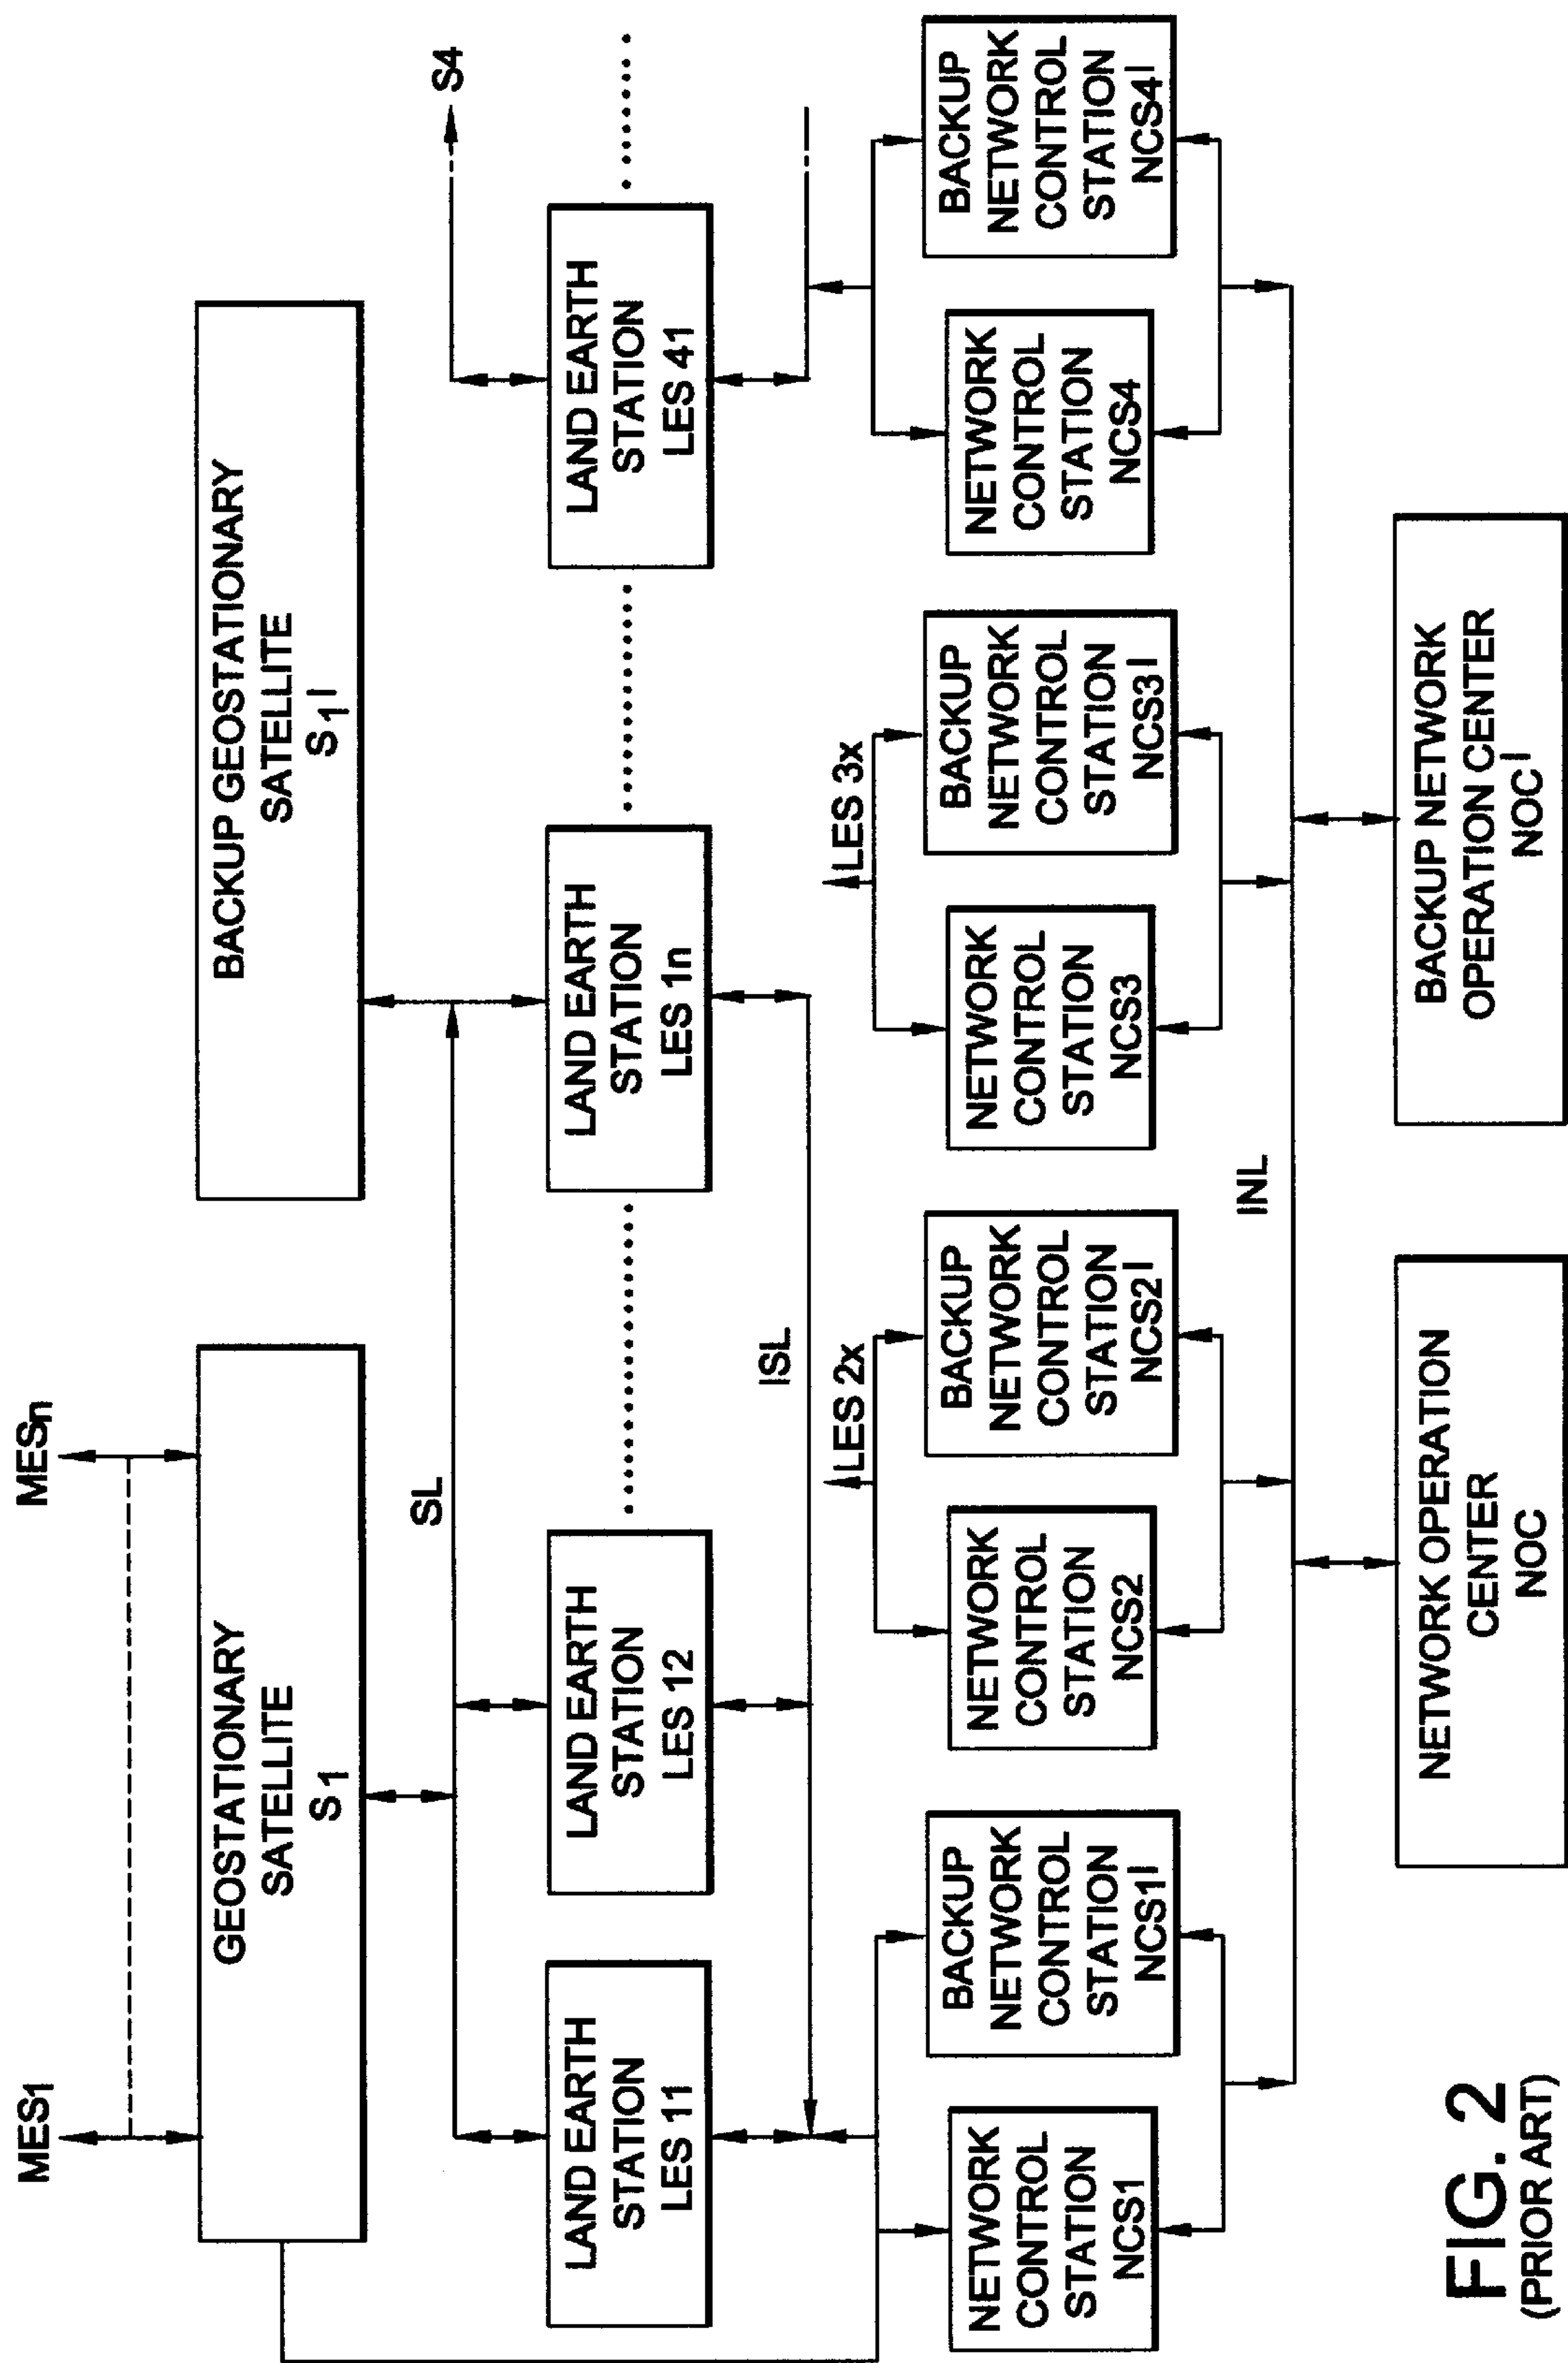 MES1
MESn
GEOSTATIONARY
SATELLITE
S1
BACKUP GEOSTATIONARY
SATELLITE
S1|
SL
S4
LAND EARTH
STATION
LES 11
LAND EARTH
STATION
LES 12
LAND EARTH
STATION
LES 1n
LAND EARTH
STATION
LES 41
ISL
LES 2x
LES 3x
NETWORK
CONTROL
STATION
NCS1
BACKUP
NETWORK
CONTROL
STATION
NCS1|
NETWORK
CONTROL
STATION
NCS2
BACKUP
NETWORK
CONTROL
STATION
NCS2|
NETWORK
CONTROL
STATION
NCS3
BACKUP
NETWORK
CONTROL
STATION
NCS3|
NETWORK
CONTROL
STATION
NCS4
BACKUP
NETWORK
CONTROL
STATION
NCS4|
INL
NETWORK OPERATION
CENTER
NOC
BACKUP NETWORK
OPERATION CENTER
NOC|
FIG. 2
(PRIOR ART)